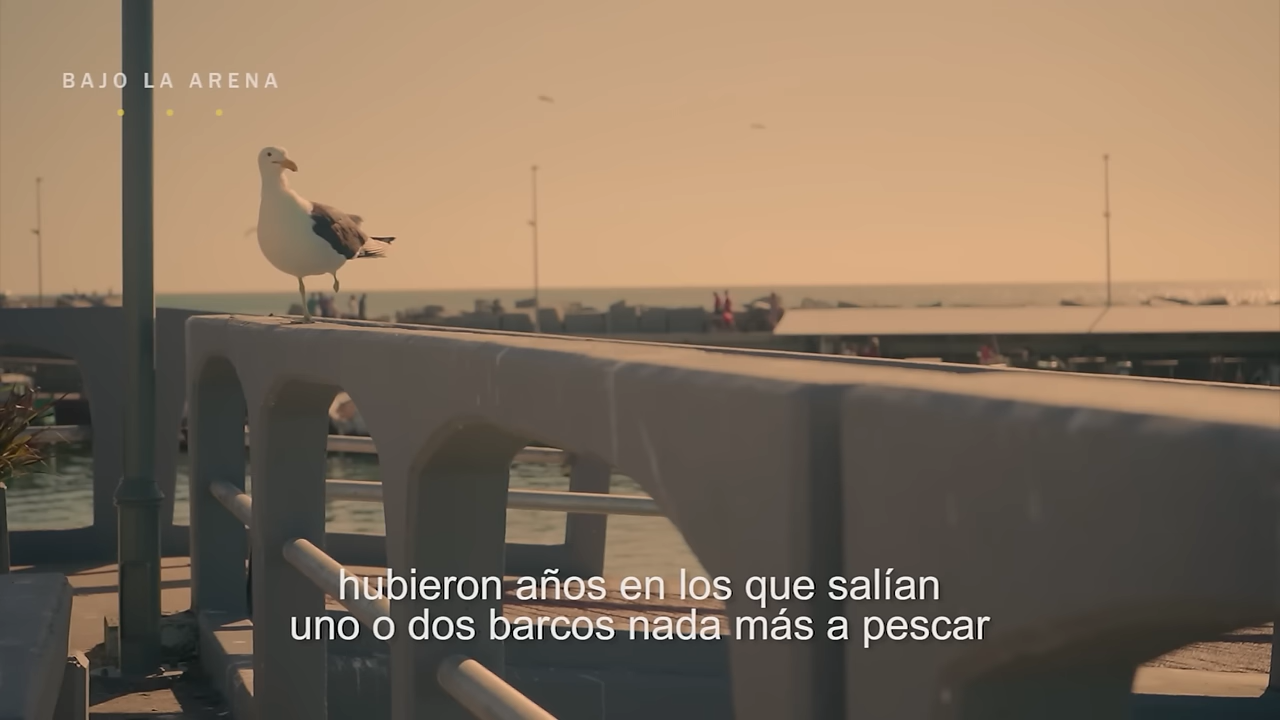 BAJO LA ARENA
hubieron años en los que salían
uno o dos barcos nada más a pescar